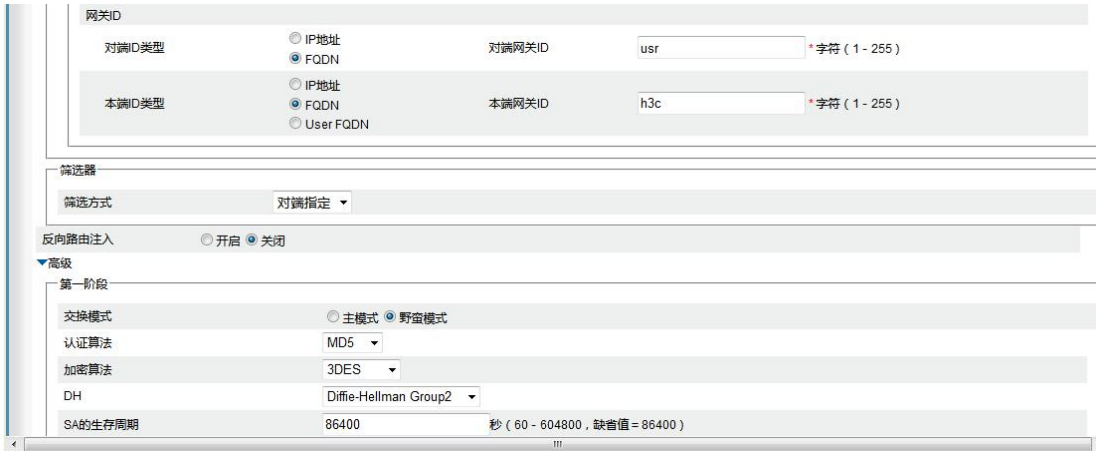 网关ID
对端ID类型 IP地址 FQDN 对端网关ID usr *字符 ( 1 - 255 )
本端ID类型 IP地址 FQDN User FQDN 本端网关ID h3c *字符 ( 1 - 255 )
筛选器
筛选方式 对端指定
反向路由注入 开启 关闭
高级
第一阶段
交换模式 主模式 野蛮模式
认证算法 MD5
加密算法 3DES
DH Diffie-Hellman Group2
SA的生存周期 86400 秒 ( 60 - 604800 , 缺省值 = 86400 )